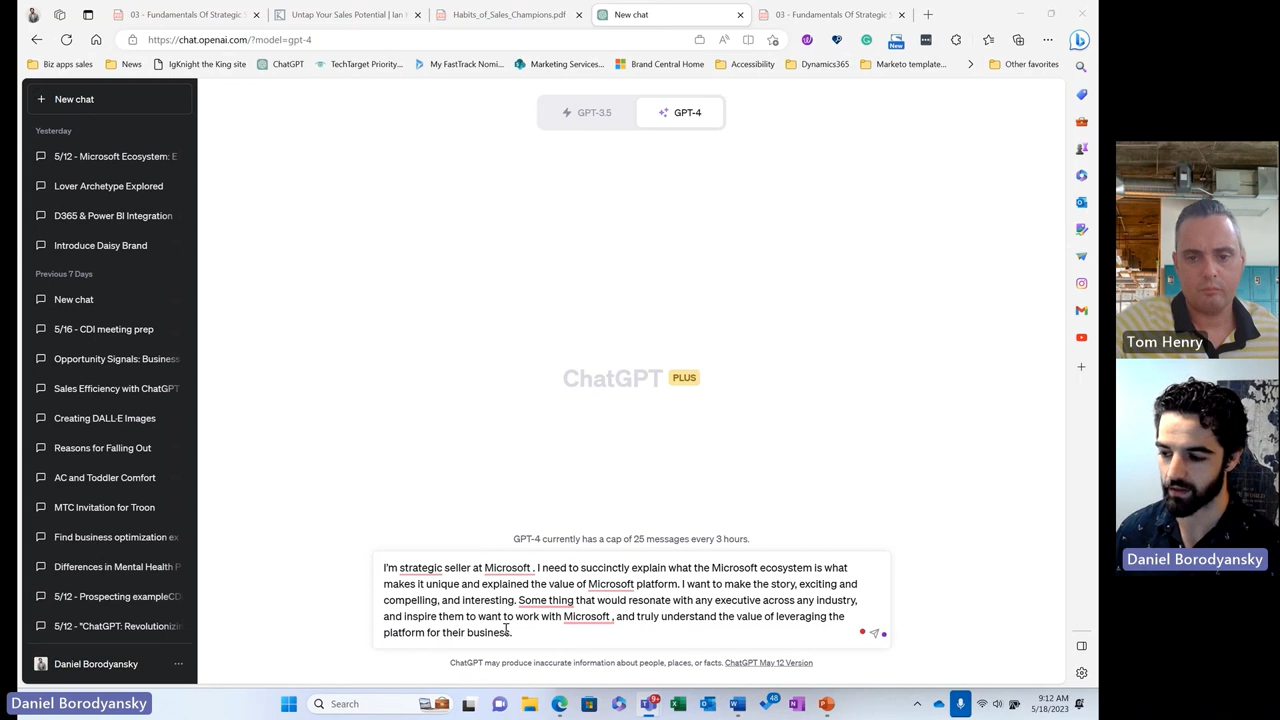 03 - Fundamentals Of Strategic S
Untap Your Sales Potential | Ian K
Habits_of_Sales_Champions.pdf
New chat
03 - Fundamentals Of Strategic S
https://chat.openai.com/?model=gpt-4
New
Biz apps sales
News
IgKnight the King site
ChatGPT
TechTarget Priority...
My FastTrack Nomi...
Marketing Services...
Brand Central Home
Accessibility
Dynamics365
Marketo template...
Other favorites
New chat
Yesterday
5/12 - Microsoft Ecosystem: E
Lover Archetype Explored
D365 & Power BI Integration
Introduce Daisy Brand
Previous 7 Days
New chat
5/16 - CDI meeting prep
Opportunity Signals: Business
Sales Efficiency with ChatGPT
Creating DALL·E Images
Reasons for Falling Out
AC and Toddler Comfort
MTC Invitation for Troon
Find business optimization ex
Differences in Mental Health P
5/12 - Prospecting exampleCD
5/12 - "ChatGPT: Revolutionizin
Daniel Borodyansky
GPT-3.5
GPT-4
ChatGPT PLUS
GPT-4 currently has a cap of 25 messages every 3 hours.
I'm strategic seller at Microsoft . I need to succinctly explain what the Microsoft ecosystem is what
makes it unique and explained the value of Microsoft platform. I want to make the story, exciting and
compelling, and interesting. Some thing that would resonate with any executive across any industry,
and inspire them to want to work with Microsoft , and truly understand the value of leveraging the
platform for their business.
ChatGPT may produce inaccurate information about people, places, or facts. ChatGPT May 12 Version
Tom Henry
Daniel Borodyansky
Daniel Borodyansky
Search
9+
48
9:12 AM
5/18/2023